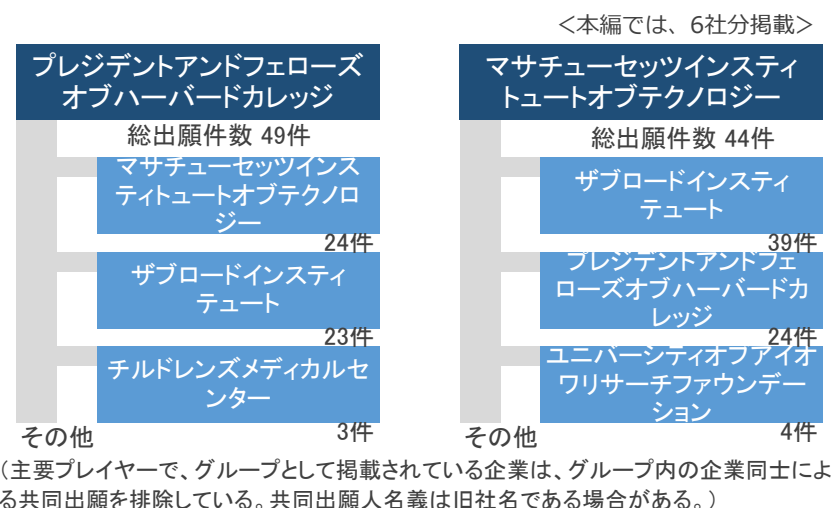 <本編では、6社分掲載>
プレジデントアンドフェローズ
オブハーバードカレッジ
総出願件数 49件
マサチューセッツインス
ティトュートオブテクノロ
ジー
24件
ザブロードインスティ
テュート
23件
チルドレンズメディカルセ
ンター
3件
その他
マサチューセッツインスティ
トュートオブテクノロジー
総出願件数 44件
ザブロードインスティ
テュート
39件
プレジデントアンドフェ
ローズオブハーバードカ
レッジ
24件
ユニバーシティオブアイオ
ワリサーチファウンデー
ション
4件
その他
(主要プレイヤーで、グループとして掲載されている企業は、グループ内の企業同士によ
る共同出願を排除している。共同出願人名義は旧社名である場合がある。)